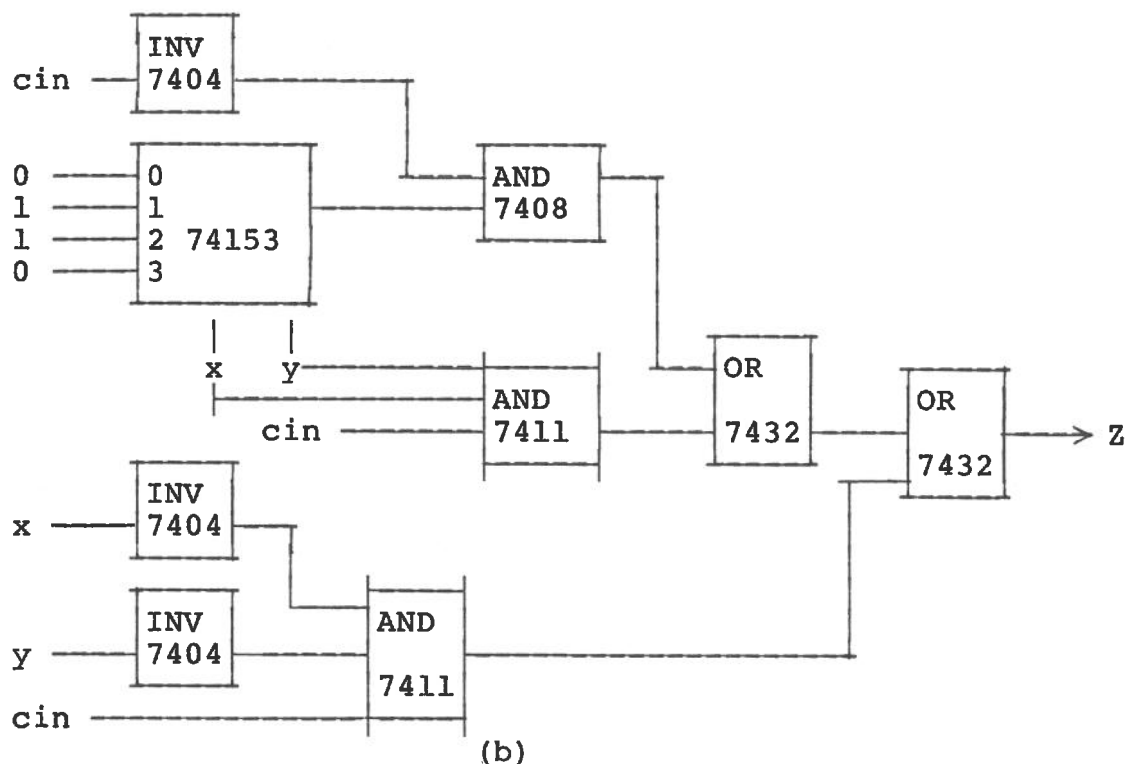 INV
cin 7404
0 0 AND
1 1 7408
1 2 74153
0 3
x y OR
AND OR
cin 7411 7432 Z
INV 7432
x 7404
INV AND
y 7404
7411
cin
(b)